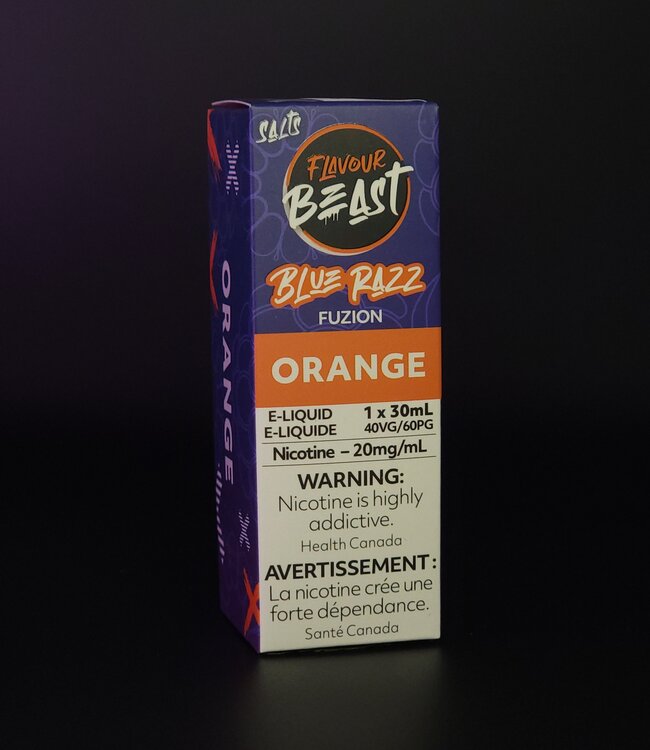 SALTS
FLAVOUR
BEAST
BLUE RAZZ
FUZION
ORANGE
E-LIQUID 1 x 30mL
E-LIQUIDE 40VG/60PG
Nicotine – 20mg/mL
WARNING:
Nicotine is highly
addictive.
Health Canada
AVERTISSEMENT :
La nicotine crée une
forte dépendance.
Santé Canada
ORANGE